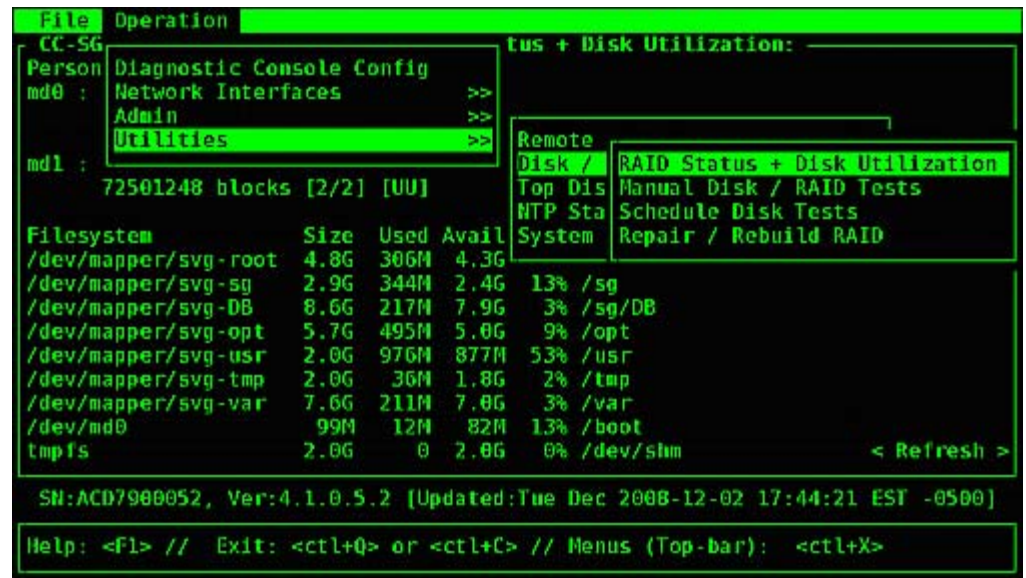 File Operation
CC-SG tus + Disk Utilization:
Person Diagnostic Console Config
md0 : Network Interfaces >>
Admin >>
Utilities >> Remote
md1 : Disk / RAID Status + Disk Utilization
72501248 blocks [2/2] [UU] Top Dis Manual Disk / RAID Tests
NTP Sta Schedule Disk Tests
Filesystem Size Used Avail System Repair / Rebuild RAID
/dev/mapper/svg-root 4.8G 306M 4.3G
/dev/mapper/svg-sg 2.9G 344M 2.4G 13% /sg
/dev/mapper/svg-DB 8.6G 217M 7.9G 3% /sg/DB
/dev/mapper/svg-opt 5.7G 495M 5.0G 9% /opt
/dev/mapper/svg-usr 2.0G 976M 877M 53% /usr
/dev/mapper/svg-tmp 2.0G 36M 1.8G 2% /tmp
/dev/mapper/svg-var 7.6G 211M 7.0G 3% /var
/dev/md0 99M 12M 82M 13% /boot
tmpfs 2.0G 0 2.0G 0% /dev/shm < Refresh >
SN:ACD7900052, Ver:4.1.0.5.2 [Updated:Tue Dec 2008-12-02 17:44:21 EST -0500]
Help: <F1> // Exit: <ctl+Q> or <ctl+C> // Menus (Top-bar): <ctl+X>